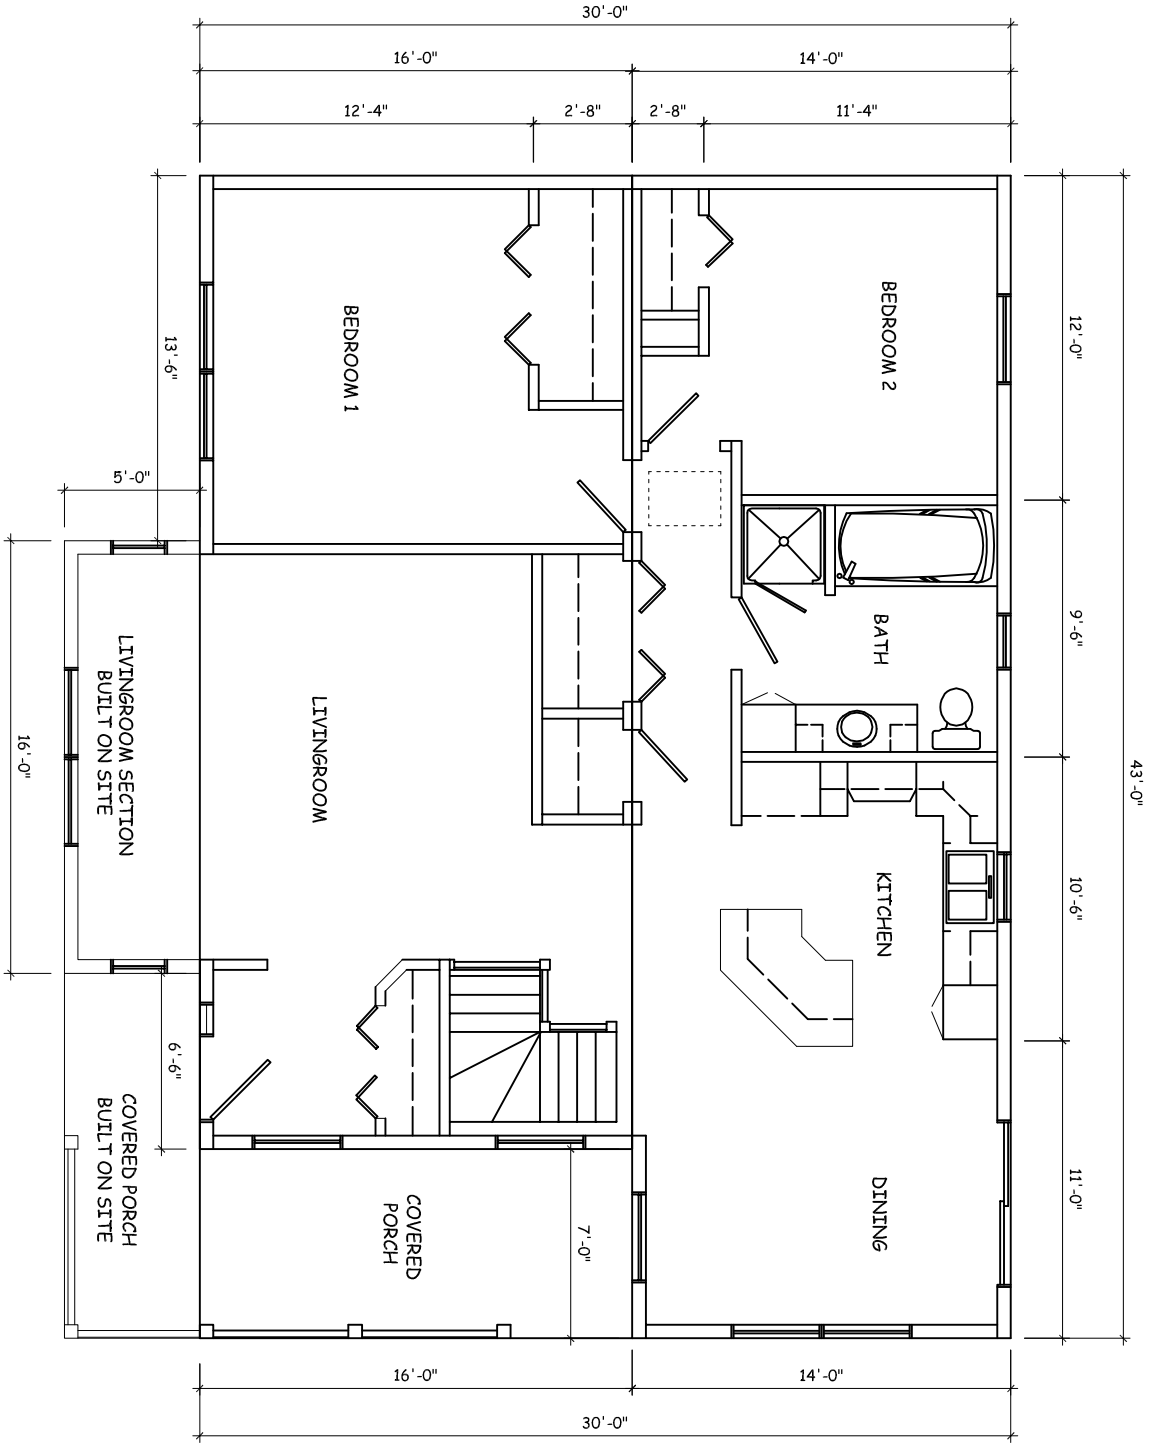 30'-0"
16'-0"
14'-0"
12'-4"
2'-8"
2'-8"
11'-4"
BEDROOM 1
BEDROOM 2
13'-6"
12'-0"
5'-0"
BATH
9'-6"
43'-0"
16'-0"
LIVINGROOM SECTION
BUILT ON SITE
LIVINGROOM
KITCHEN
10'-6"
6'-6"
COVERED PORCH
BUILT ON SITE
COVERED
PORCH
7'-0"
DINING
11'-0"
16'-0"
14'-0"
30'-0"